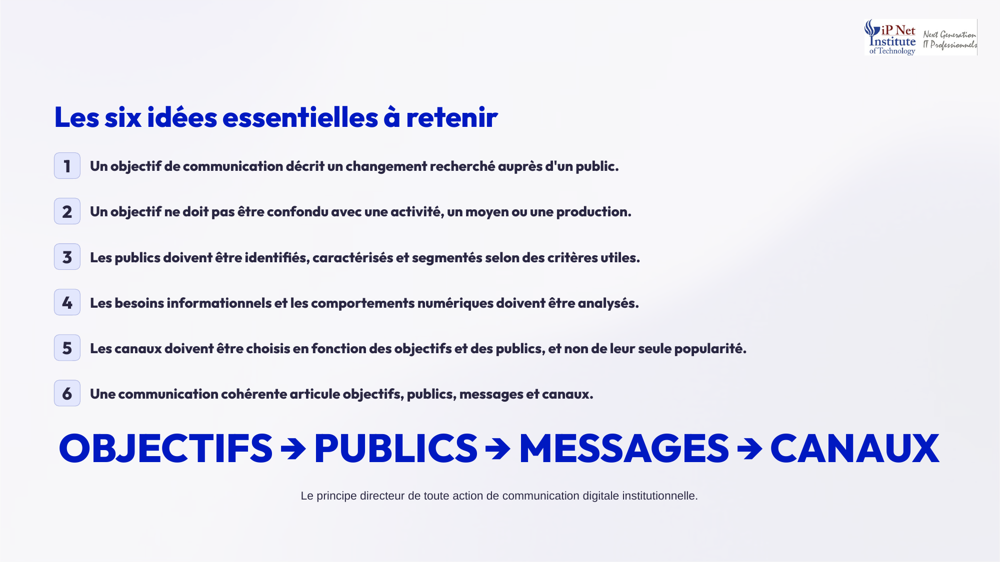 iP Net
Institute
of Technology
Next Generation
IT Professionnels
Les six idées essentielles à retenir
1 Un objectif de communication décrit un changement recherché auprès d'un public.
2 Un objectif ne doit pas être confondu avec une activité, un moyen ou une production.
3 Les publics doivent être identifiés, caractérisés et segmentés selon des critères utiles.
4 Les besoins informationnels et les comportements numériques doivent être analysés.
5 Les canaux doivent être choisis en fonction des objectifs et des publics, et non de leur seule popularité.
6 Une communication cohérente articule objectifs, publics, messages et canaux.
OBJECTIFS → PUBLICS → MESSAGES → CANAUX
Le principe directeur de toute action de communication digitale institutionnelle.